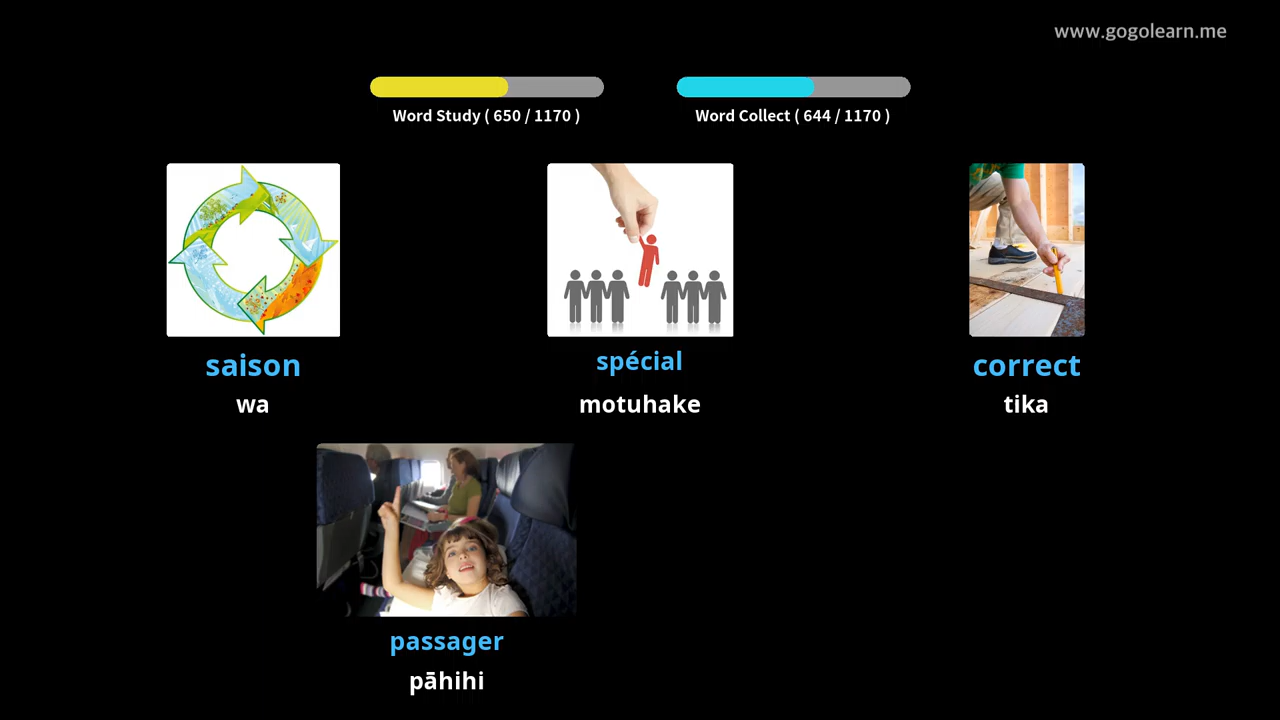 www.gogolearn.me
Word Study ( 650 / 1170 )
Word Collect ( 644 / 1170 )
saison
wa
spécial
motuhake
correct
tika
passager
pāhihi